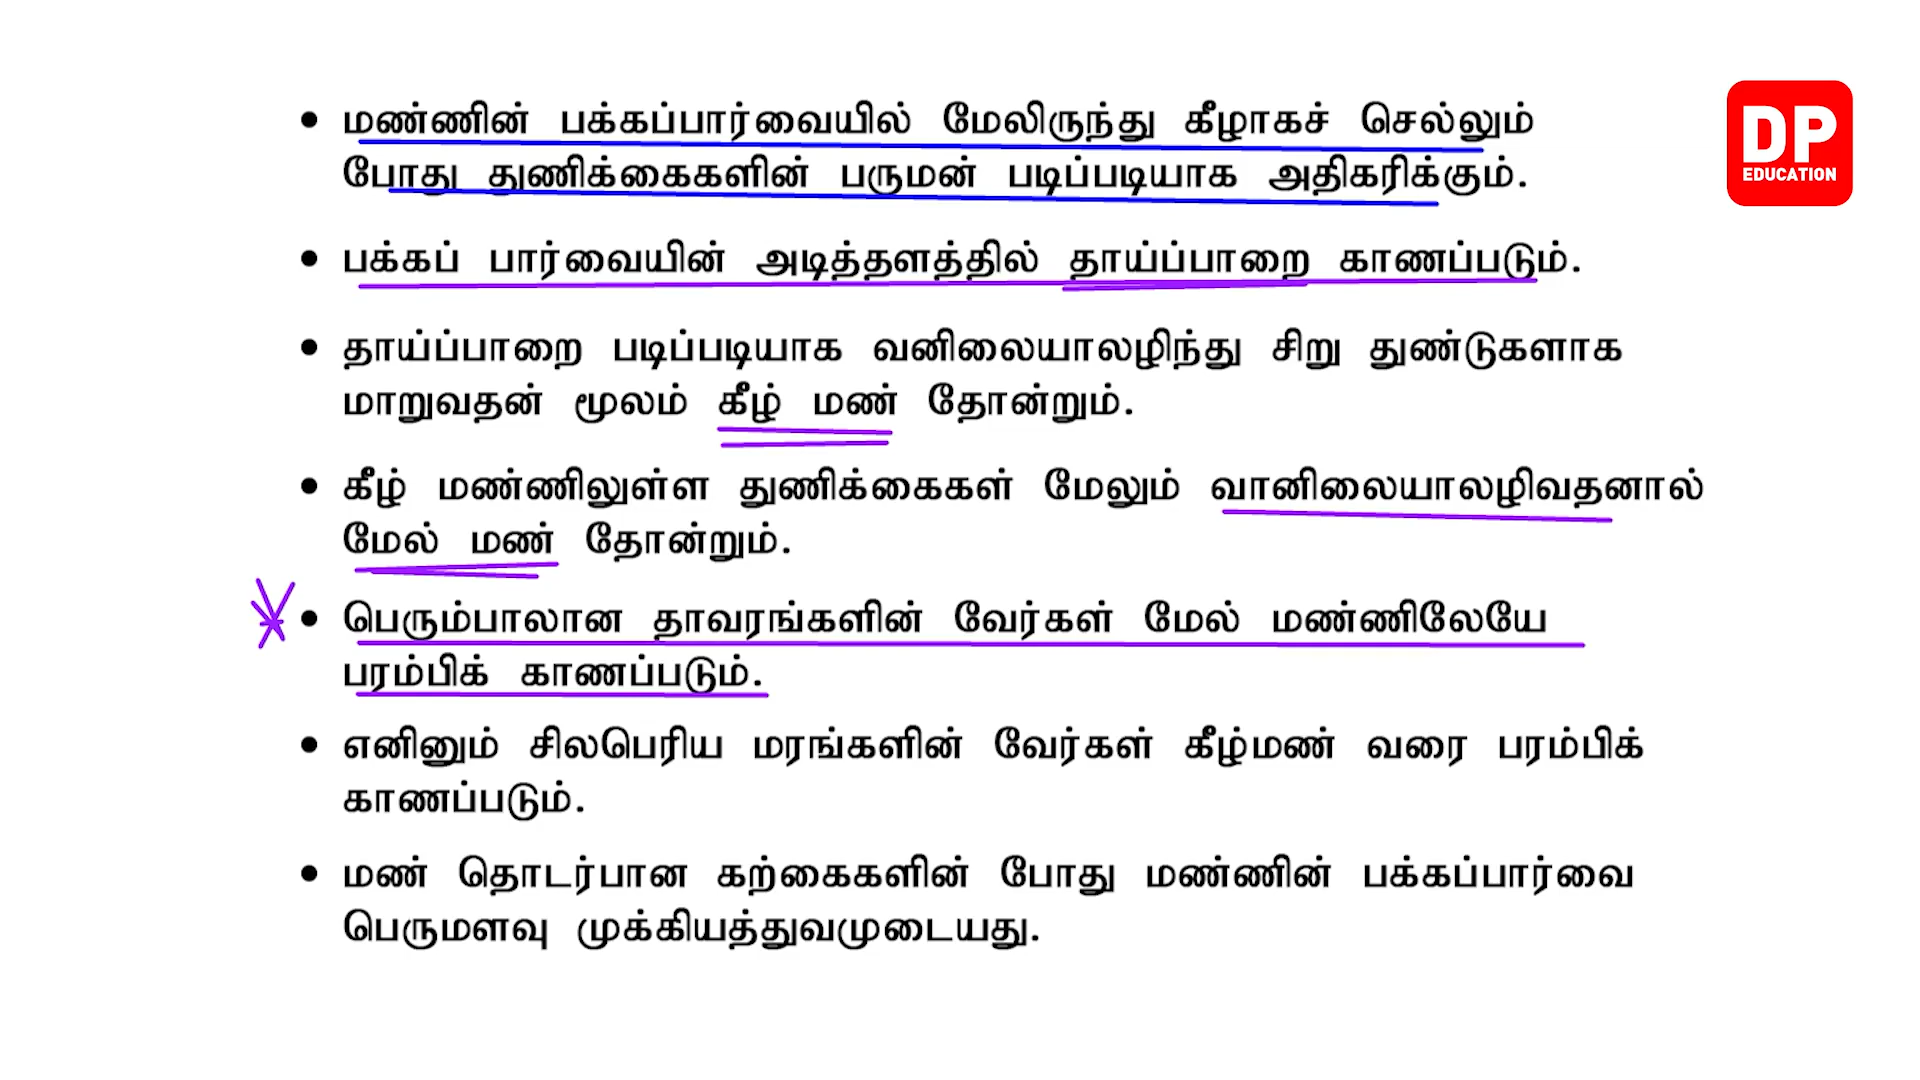 • மண்ணின் பக்கப்பார்வையில் மேலிருந்து கீழாகச் செல்லும்
போது துணிக்கைகளின் பருமன் படிப்படியாக அதிகரிக்கும்.
• பக்கப் பார்வையின் அடித்தளத்தில் தாய்ப்பாறை காணப்படும்.
• தாய்ப்பாறை படிப்படியாக வனிலையாலழிந்து சிறு துண்டுகளாக
மாறுவதன் மூலம் கீழ் மண் தோன்றும்.
• கீழ் மண்ணிலுள்ள துணிக்கைகள் மேலும் வானிலையாலழிவதனால்
மேல் மண் தோன்றும்.
• பெரும்பாலான தாவரங்களின் வேர்கள் மேல் மண்ணிலேயே
பரம்பிக் காணப்படும்.
• எனினும் சிலபெரிய மரங்களின் வேர்கள் கீழ்மண் வரை பரம்பிக்
காணப்படும்.
• மண் தொடர்பான கற்கைகளின் போது மண்ணின் பக்கப்பார்வை
பெருமளவு முக்கியத்துவமுடையது.
DP
EDUCATION